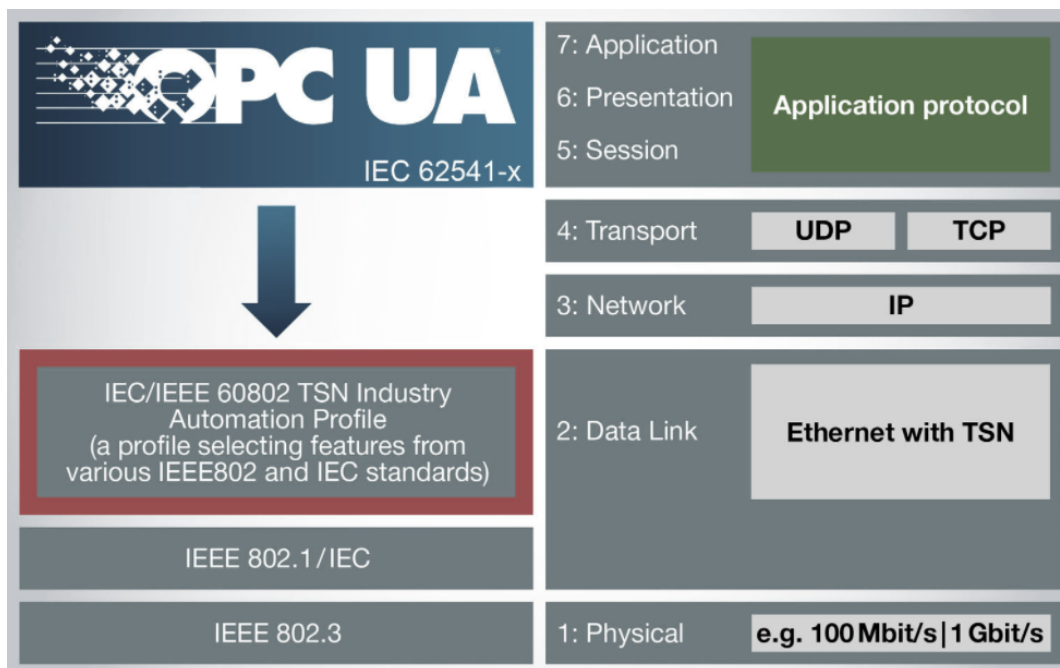 OPC UA
IEC 62541-x
IEC/IEEE 60802 TSN Industry
Automation Profile
(a profile selecting features from
various IEEE802 and IEC standards)
IEEE 802.1/IEC
IEEE 802.3
7: Application
6: Presentation
5: Session
Application protocol
4: Transport
UDP
TCP
3: Network
IP
2: Data Link
Ethernet with TSN
1: Physical
e.g. 100 Mbit/s|1 Gbit/s